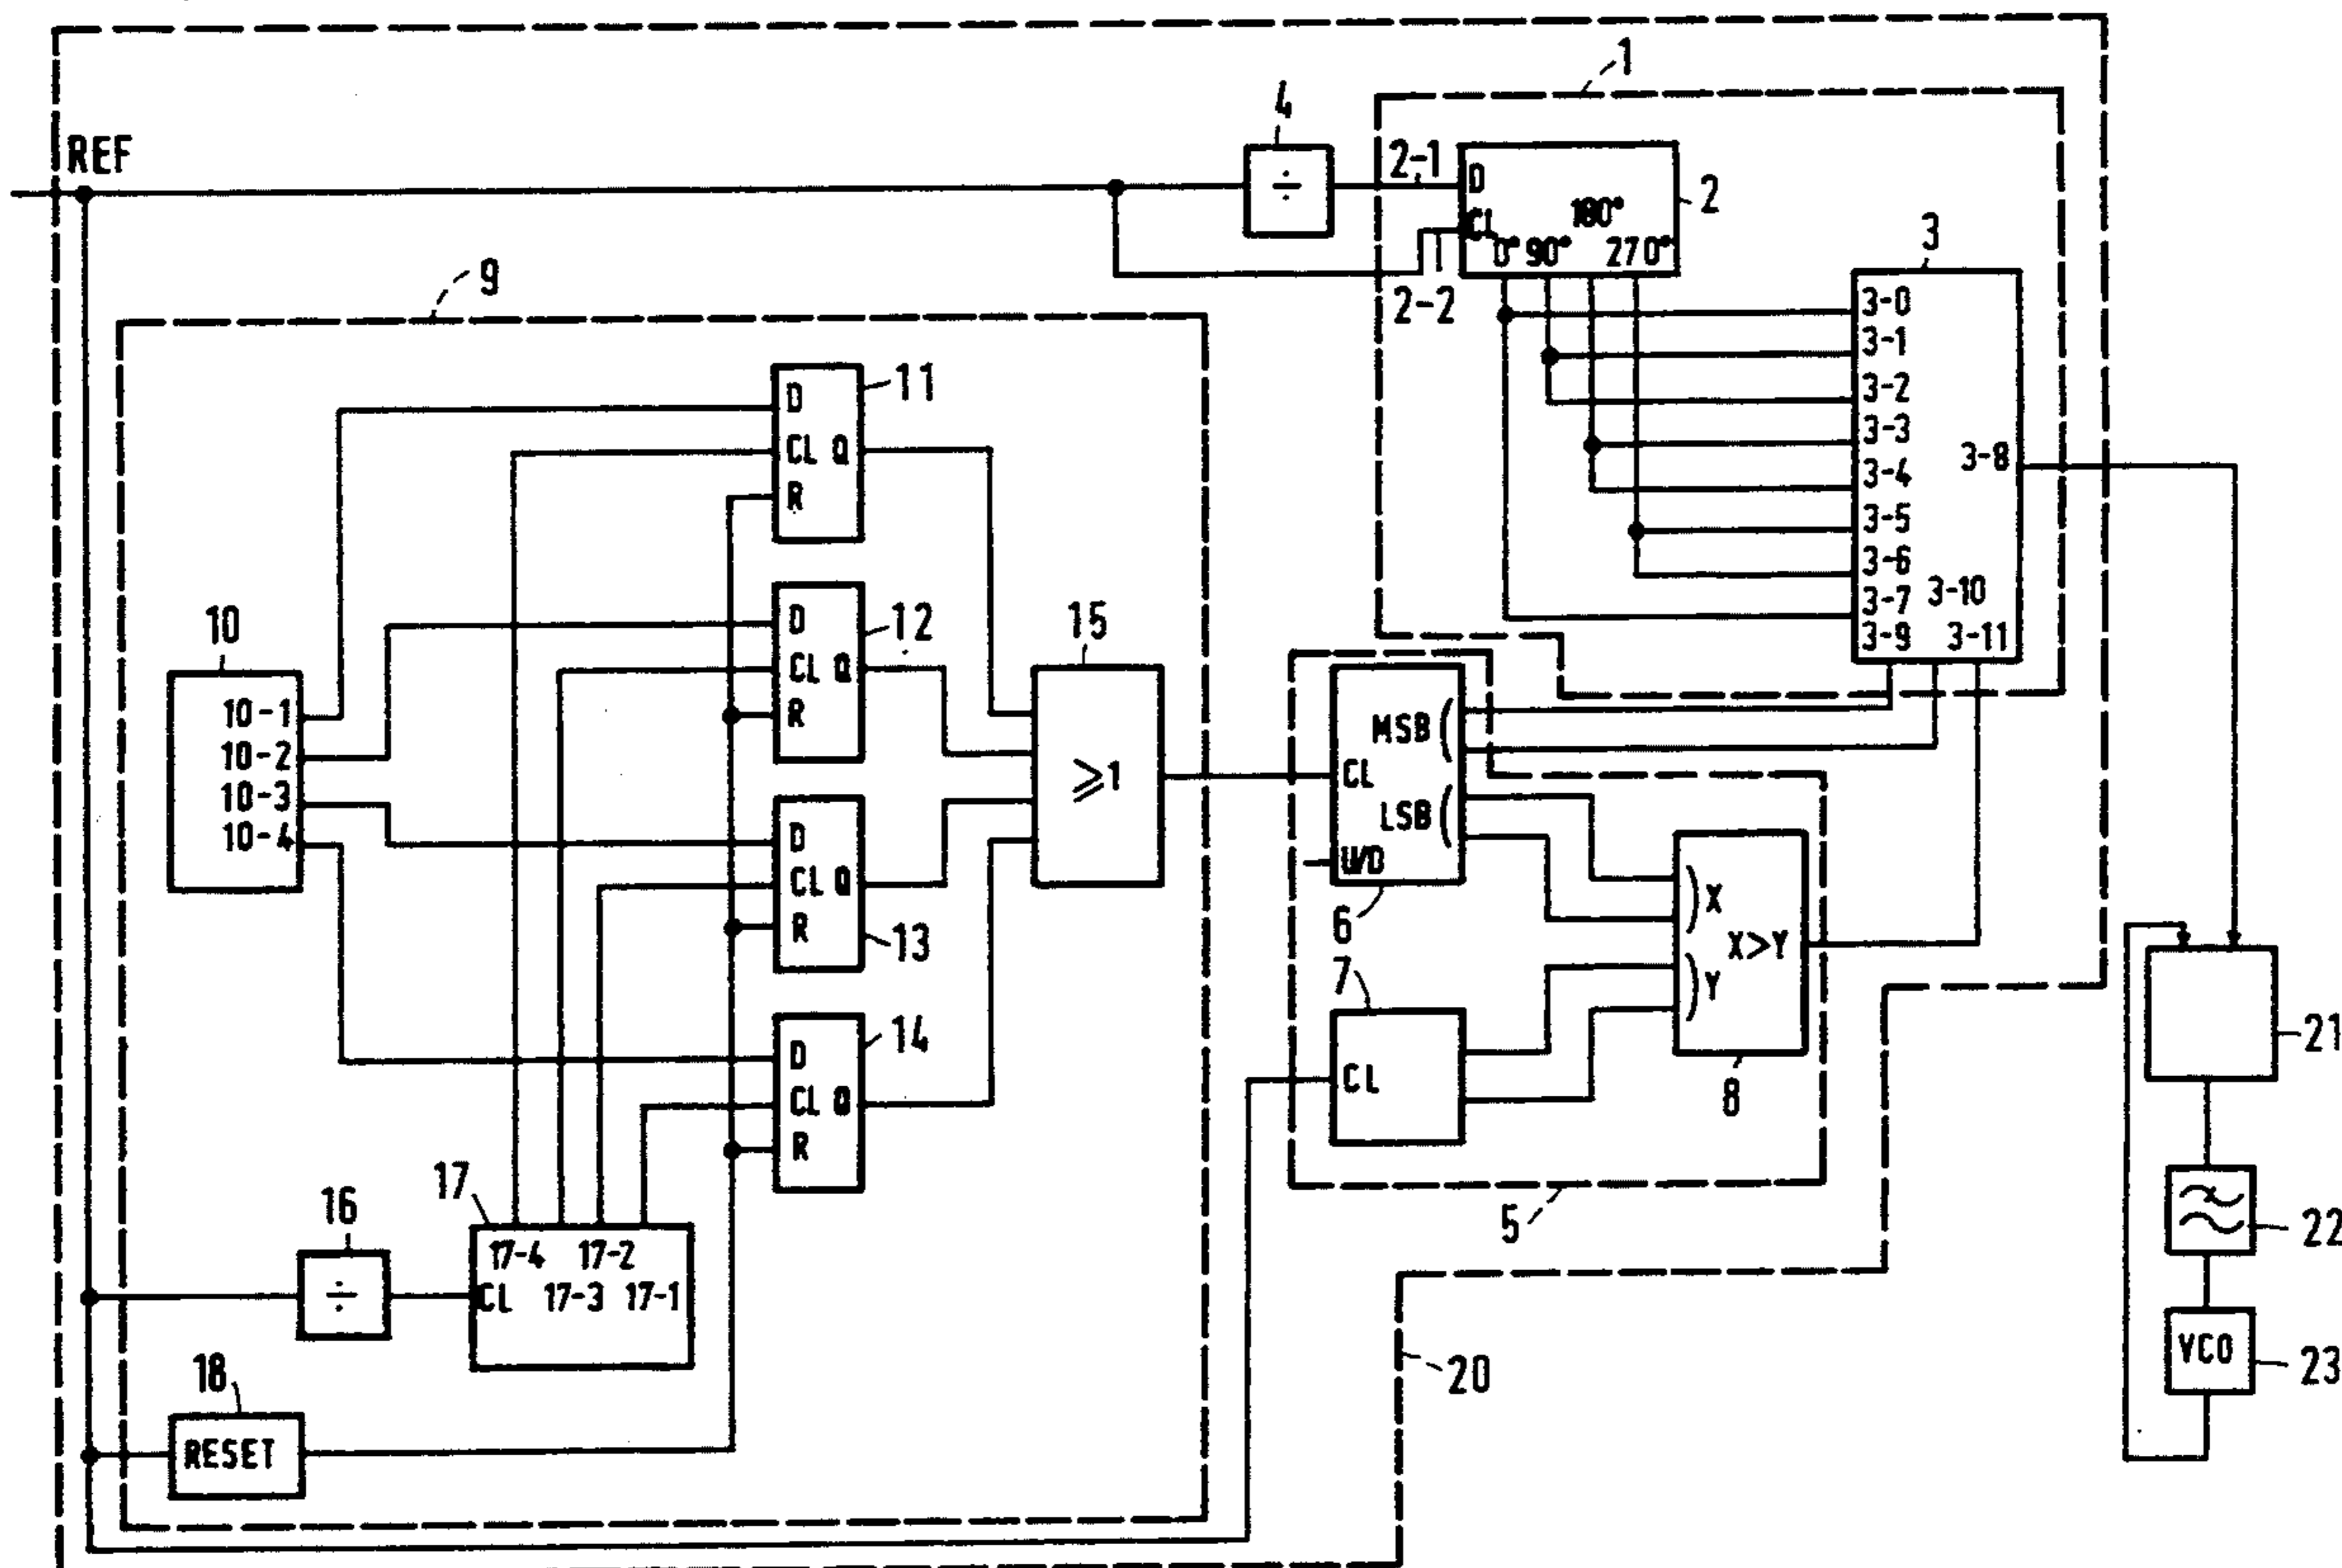 1
4
REF
2-1
D
180°
2
CL
0° 90° 270°
3
9
2-2
3-0
3-1
11
D
3-2
3-3
CL Q
3-8
3-4
R
3-5
3-6
3-10
12
D
15
3-7
10
3-9 3-11
CL Q
10-1
R
MSB (
10-2
≥1
CL
10-3
LSB (
10-4
D
U/D
CL Q
) X
6
R
13
X>Y
7
) Y
21
14
D
CL
8
CL Q
R
17
16
5
22
17-4 17-2
CL 17-3 17-1
÷
÷
VCO
23
18
20
RESET